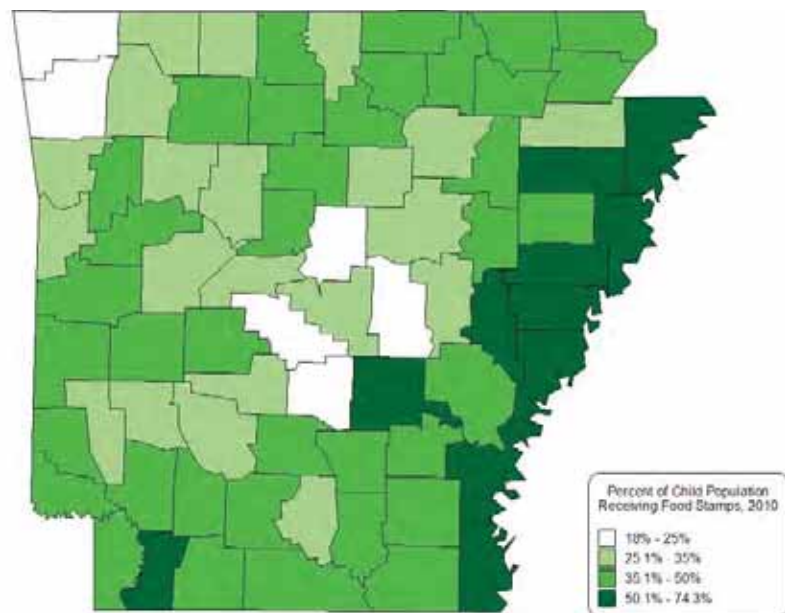 Percent of Child Population
Receiving Food Stamps, 2010
18% - 25%
25.1% - 35%
35.1% - 50%
50.1% - 74.3%